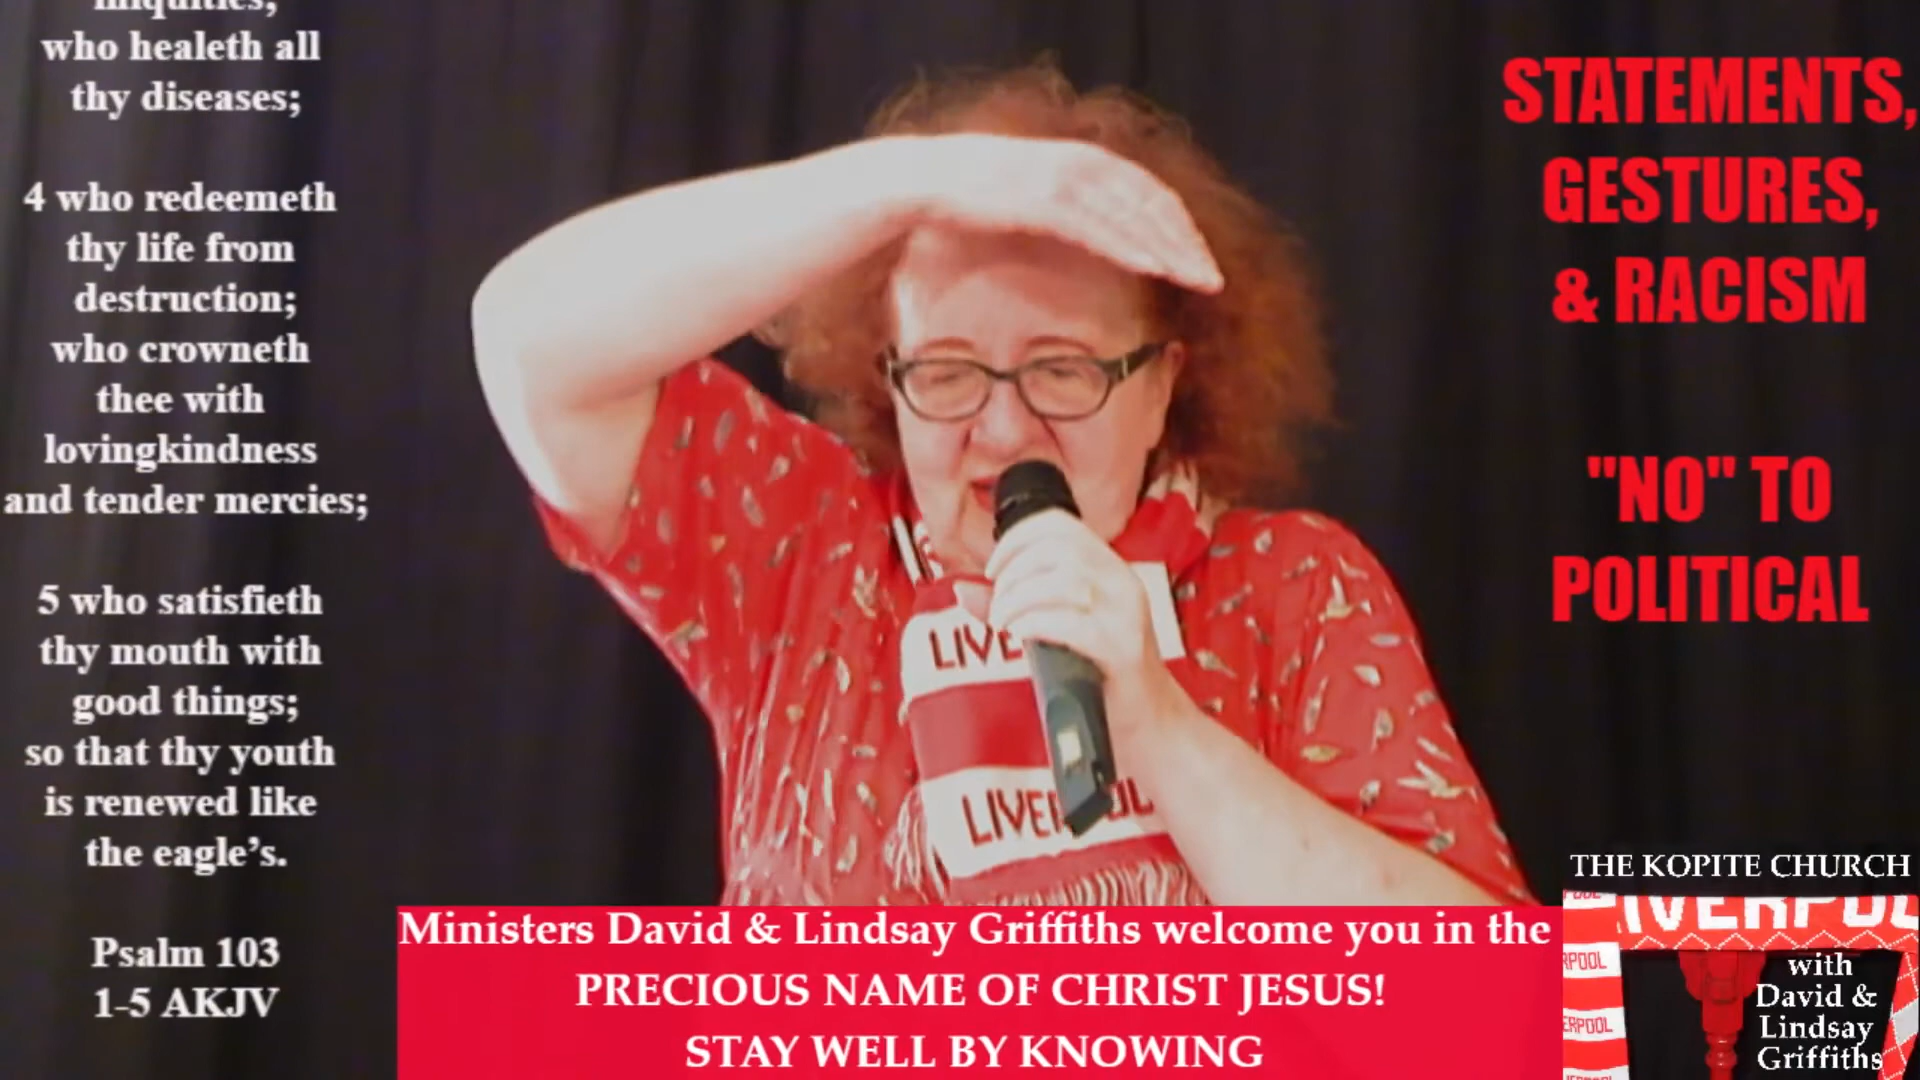 who healeth all
thy diseases;
4 who redeemeth
thy life from
destruction;
who crowneth
thee with
lovingkindness
and tender mercies;
5 who satisfieth
thy mouth with
good things;
so that thy youth
is renewed like
the eagle’s.
Psalm 103
1-5 AKJV
STATEMENTS,
GESTURES,
& RACISM
"NO" TO
POLITICAL
LIVE
LIVERPOOL
Ministers David & Lindsay Griffiths welcome you in the
PRECIOUS NAME OF CHRIST JESUS!
STAY WELL BY KNOWING
THE KOPITE CHURCH
with
David &
Lindsay
Griffiths